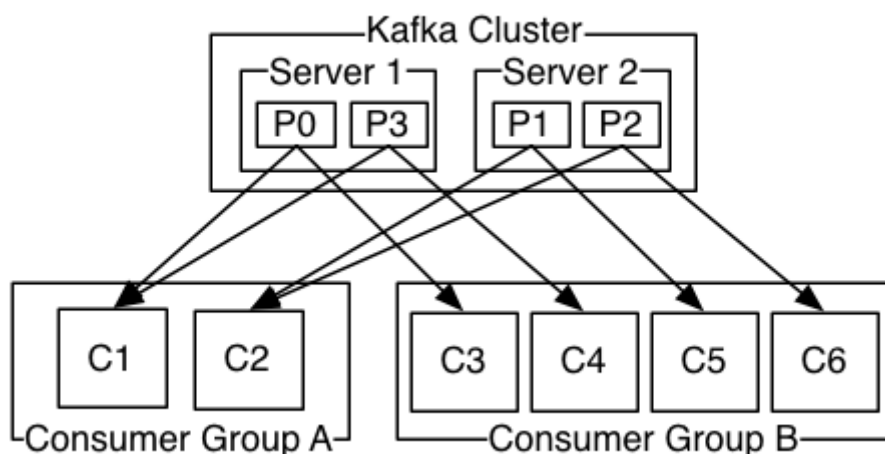 Kafka Cluster
Server 1 Server 2
P0 P3 P1 P2
C1 C2 C3 C4 C5 C6
Consumer Group A Consumer Group B